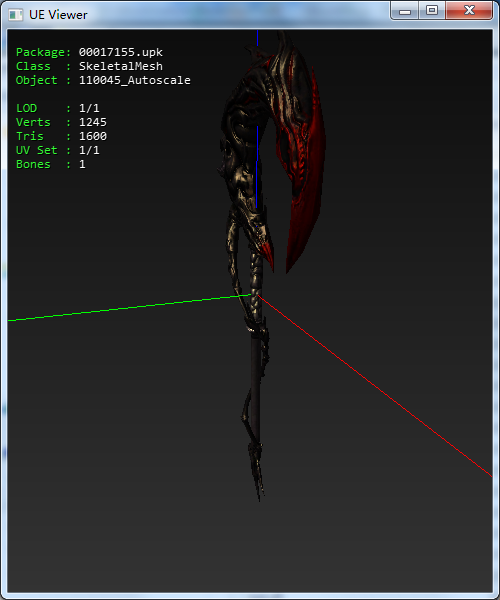 UE Viewer
Package: 00017155.upk
Class  : SkeletalMesh
Object : 110045_Autoscale
LOD    : 1/1
Verts  : 1245
Tris   : 1600
UV Set : 1/1
Bones  : 1